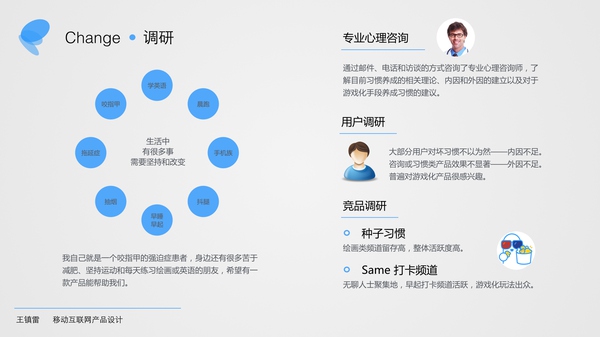 Change • 调研
学英语
晨跑
手机族
抖腿
早睡
早起
拖延症
咬指甲
生活中
有很多事
需要坚持和改变
我自己就是一个咬指甲的强迫症患者，身边还有很多苦于
减肥、坚持运动和每天练习绘画或英语的朋友，希望有一
款产品能帮助我们。
专业心理咨询
通过邮件、电话和访谈的方式咨询了专业心理咨询师，了
解目前习惯养成的相关理论、内因和外因的建立以及对于
游戏化手段养成习惯的建议。
用户调研
大部分用户对坏习惯不以为然——内因不足。
咨询或习惯类产品效果不显著——外因不足。
普遍对游戏化产品很感兴趣。
竞品调研
种子习惯
绘画类频道留存高，整体活跃度高。
Same 打卡频道
无聊人士聚集地，早起打卡频道活跃，游戏化玩法出众。
王镇雷 移动互联网产品设计